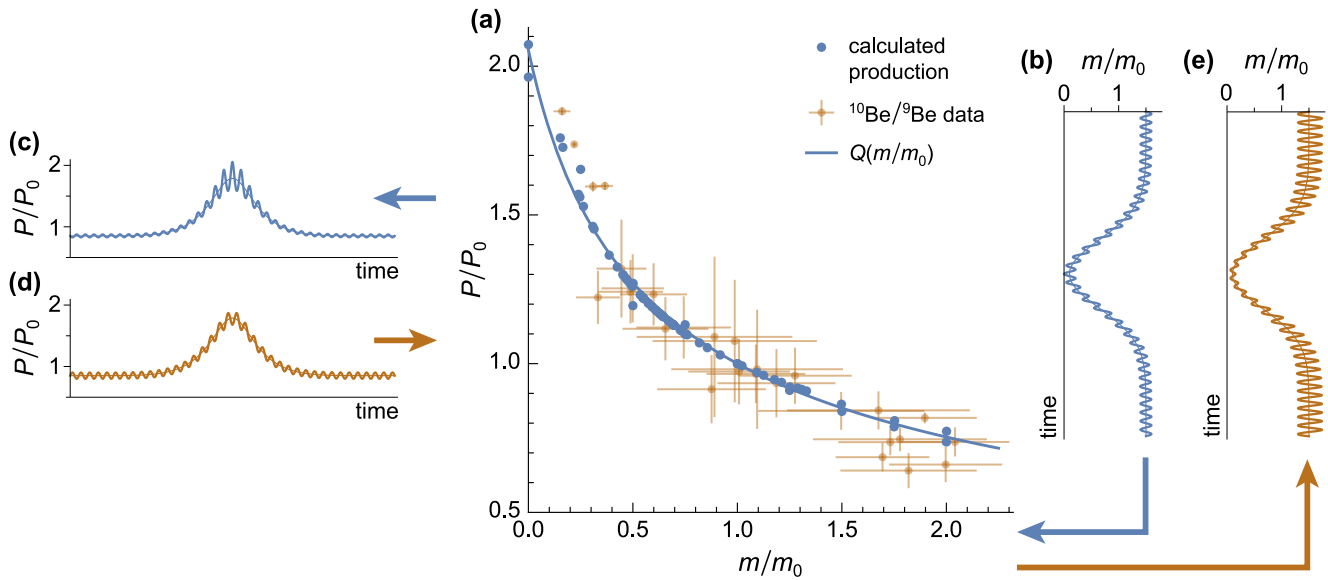 (a)
calculated
production
¹⁰Be/⁹Be data
Q(m/m₀)
P/P₀
2.0
1.5
1.0
0.5
0.0
0.5
1.0
1.5
2.0
m/m₀
(b)
m/m₀
0
1
time
(e)
m/m₀
0
1
time
(c)
P/P₀
2
1
time
(d)
P/P₀
2
1
time